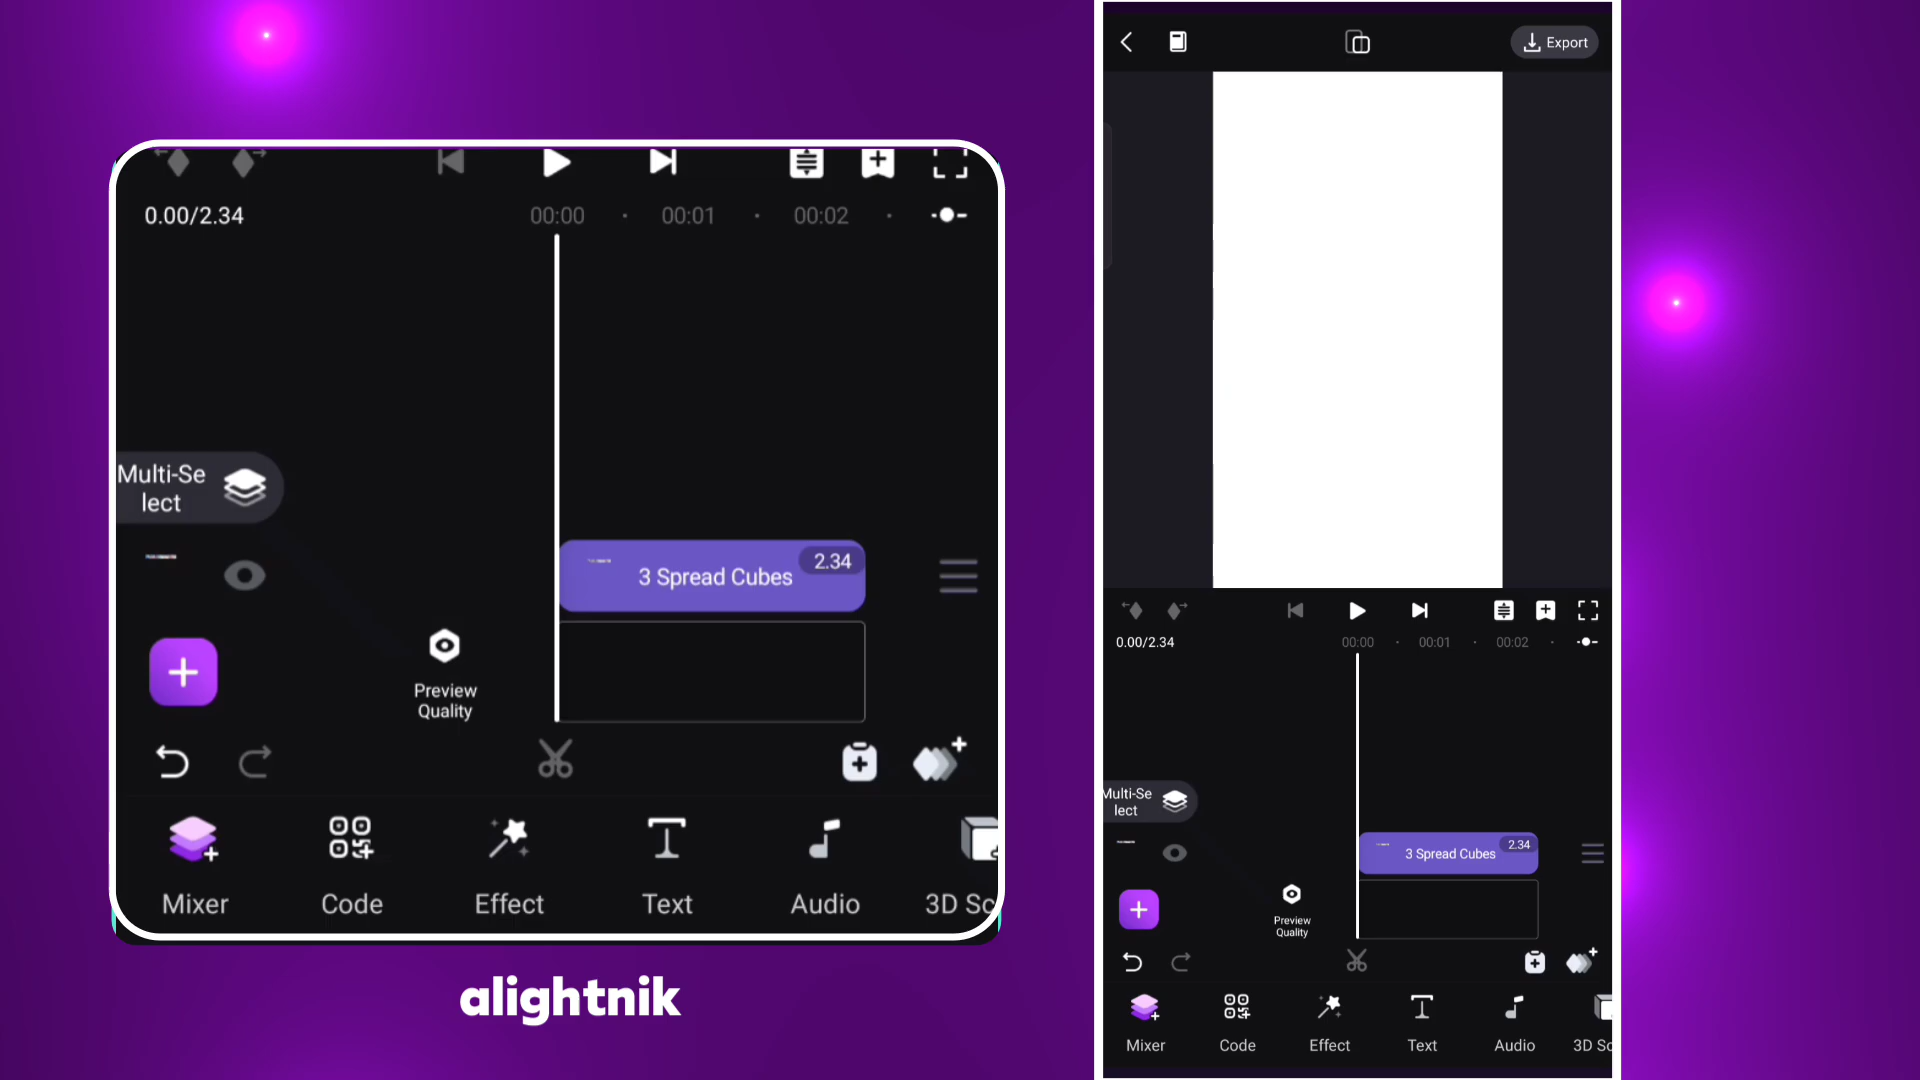 0.00/2.34
00:00
00:01
00:02
Multi-Se
lect
3 Spread Cubes
2.34
Preview
Quality
Mixer
Code
Effect
Text
Audio
3D Sc
alightnik
Export
0.00/2.34
00:00
00:01
00:02
Multi-Se
lect
3 Spread Cubes
2.34
Preview
Quality
Mixer
Code
Effect
Text
Audio
3D Sc